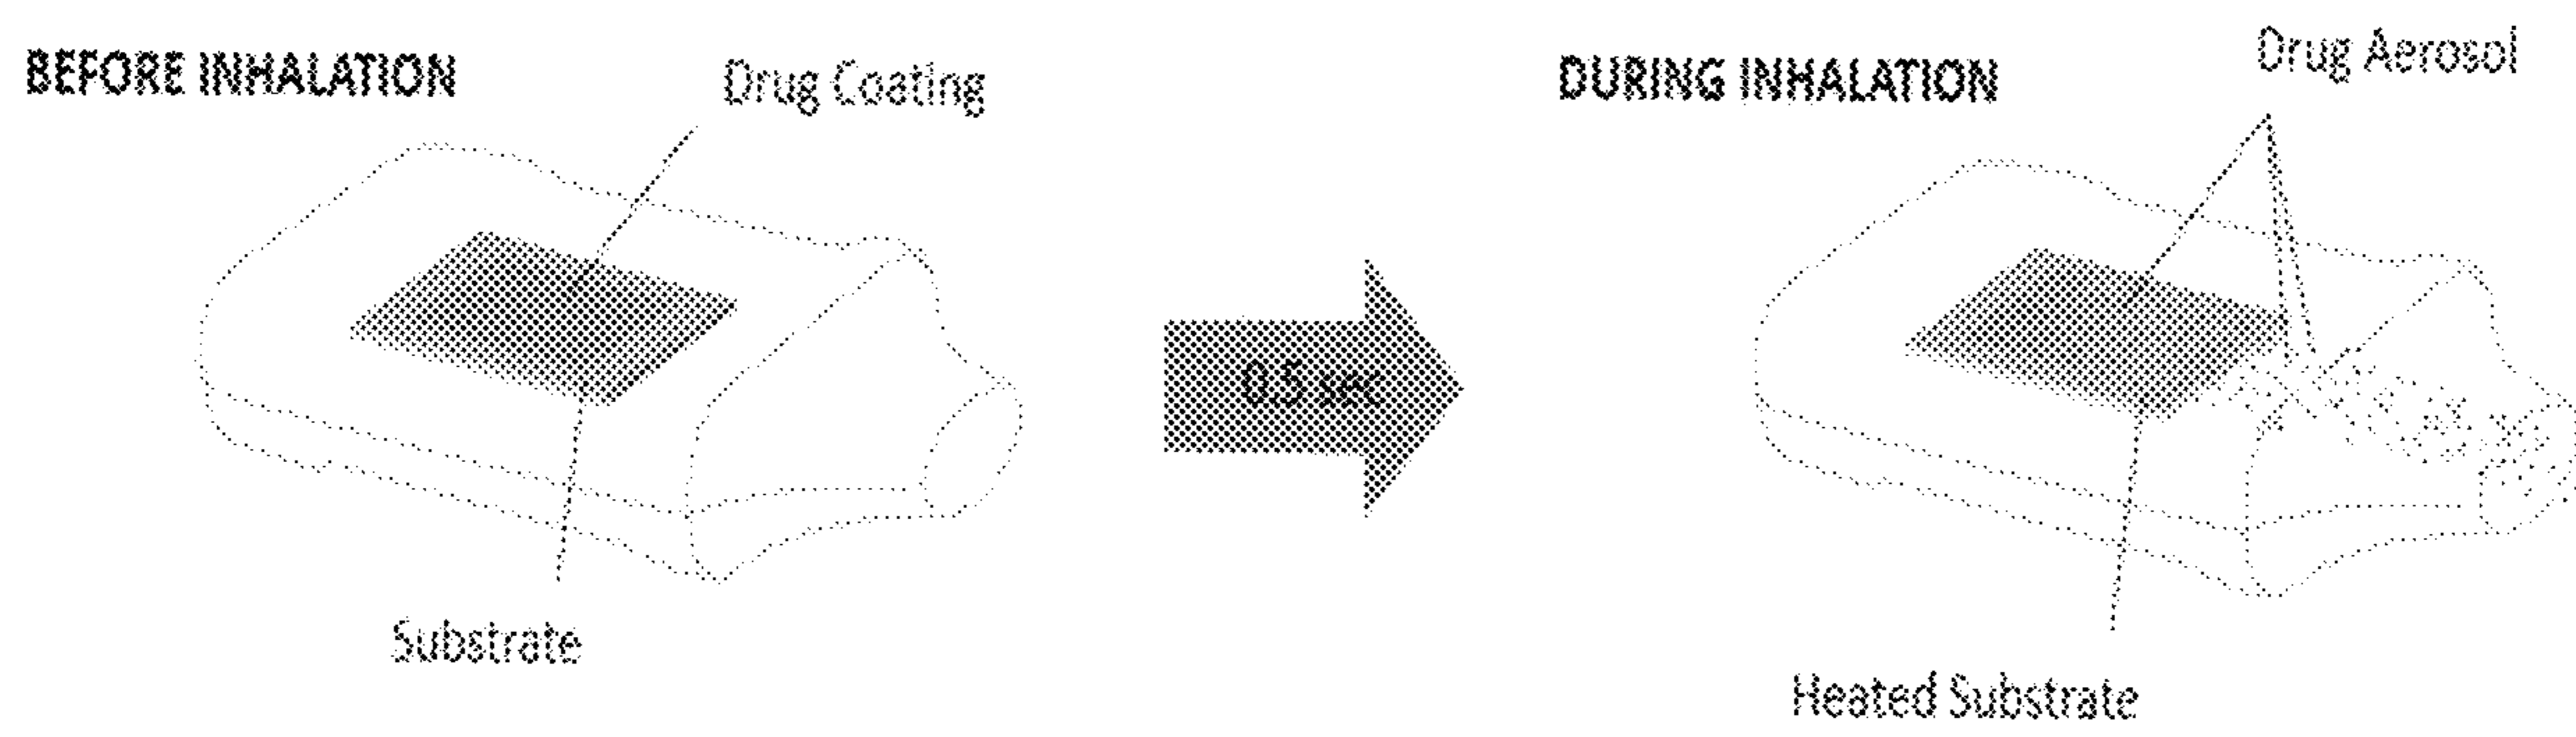 BEFORE INHALATION
Drug Coating
Substrate
0.5 sec
DURING INHALATION
Drug Aerosol
Heated Substrate